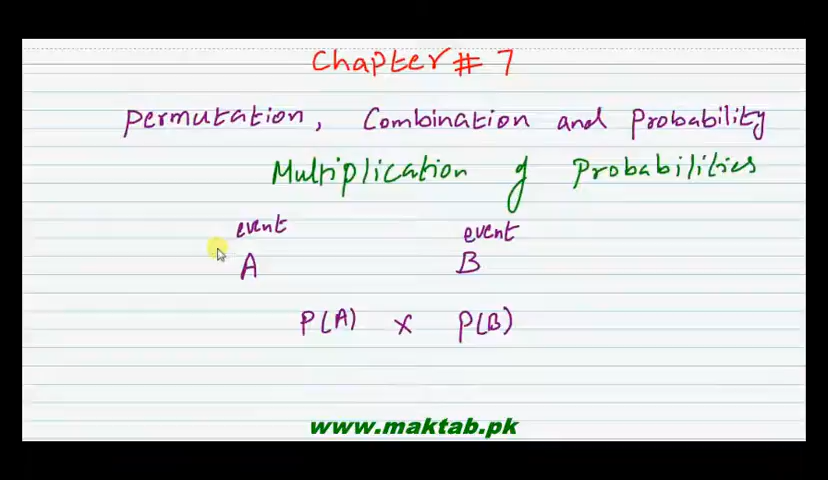 Chapter # 7
Permutation, Combination and Probability
Multiplication of Probabilities
event event
A B
P(A) × P(B)
www.maktab.pk